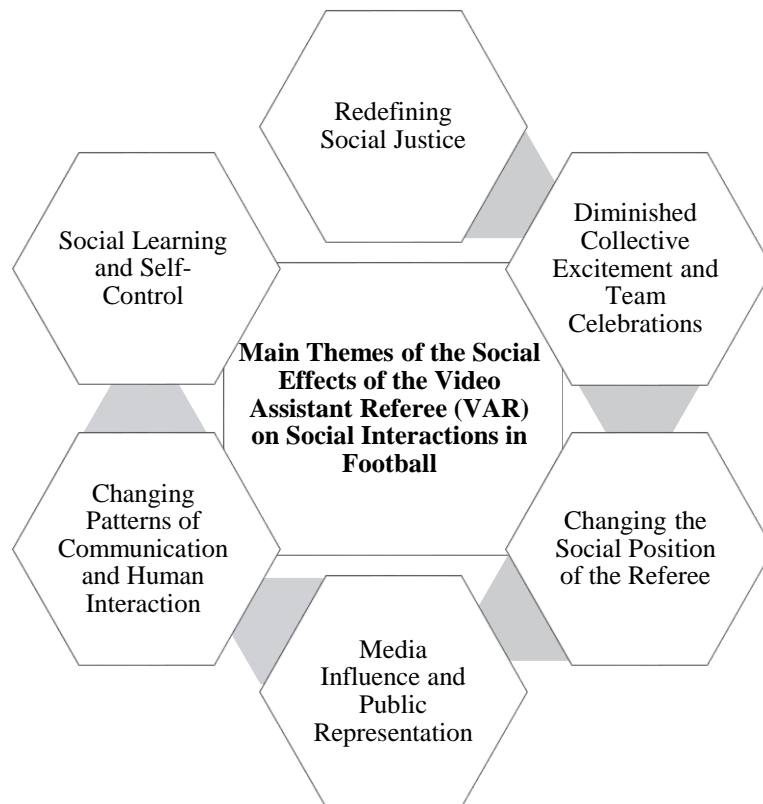 Redefining
Social Justice
Diminished
Collective
Excitement and
Team
Celebrations
Changing the
Social Position
of the Referee
Media
Influence and
Public
Representation
Changing
Patterns of
Communication
and Human
Interaction
Social Learning
and Self-
Control
Main Themes of the Social
Effects of the Video
Assistant Referee (VAR)
on Social Interactions in
Football